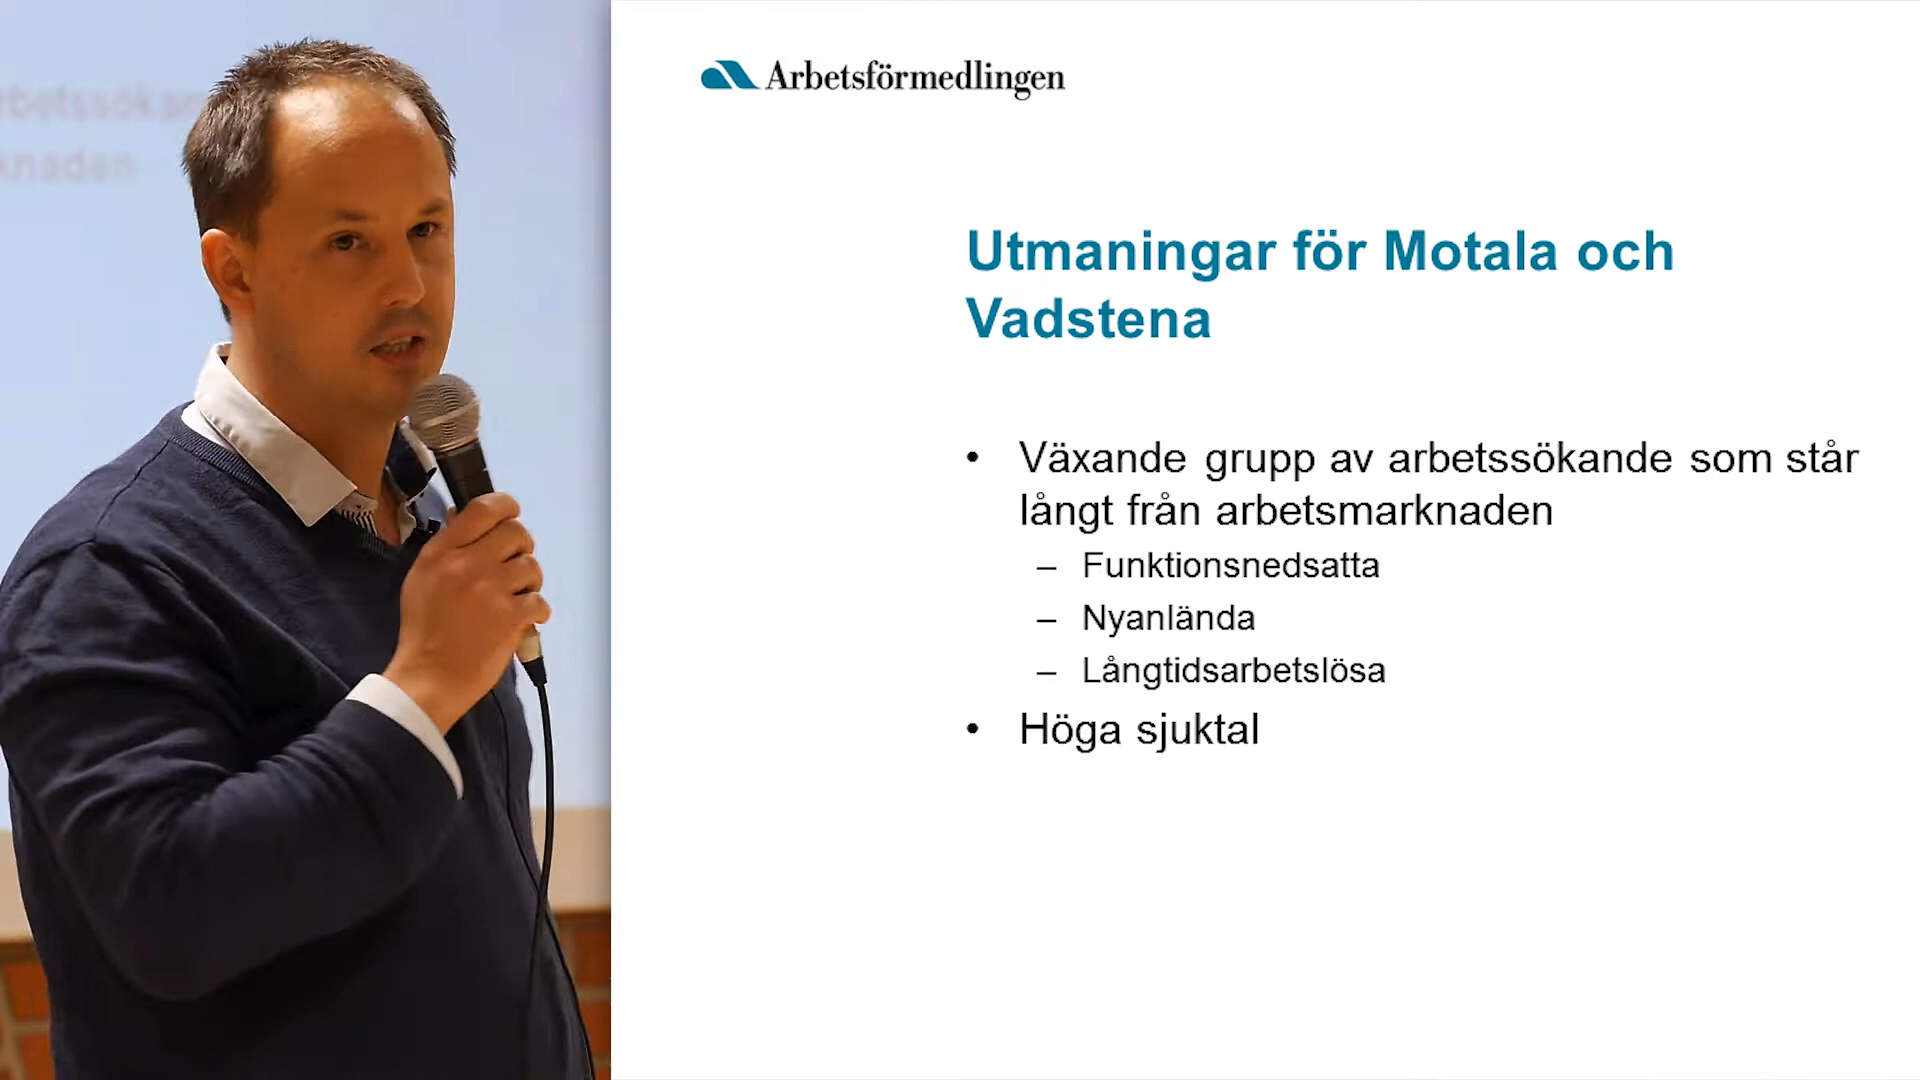 Arbetsförmedlingen
Utmaningar för Motala och
Vadstena
• Växande grupp av arbetssökande som står
långt från arbetsmarknaden
– Funktionsnedsatta
– Nyanlända
– Långtidsarbetslösa
• Höga sjuktal